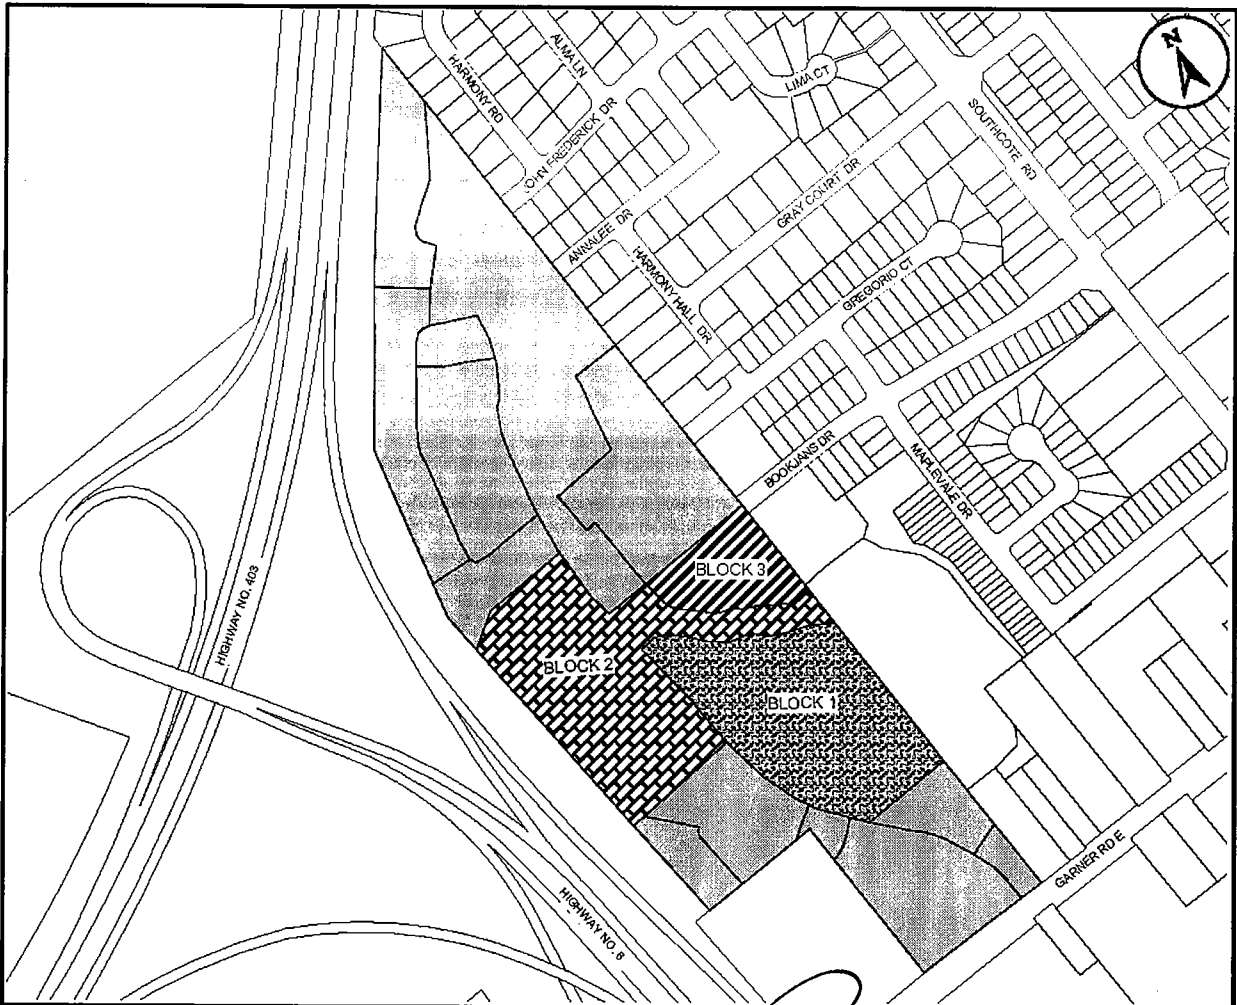 N
ALMA LN
HARMONY RD
LIMA CT
JOHN FREDERICK DR
SOUTHCOTE RD
GRAY COURT DR
ANNALEE DR
HARMONY HALL DR
GREGORIO CT
BOOKJANS DR
MAPLEVALE DR
BLOCK 3
HIGHWAY NO. 403
BLOCK 2
BLOCK 1
GARNER RD E
HIGHWAY NO. 6